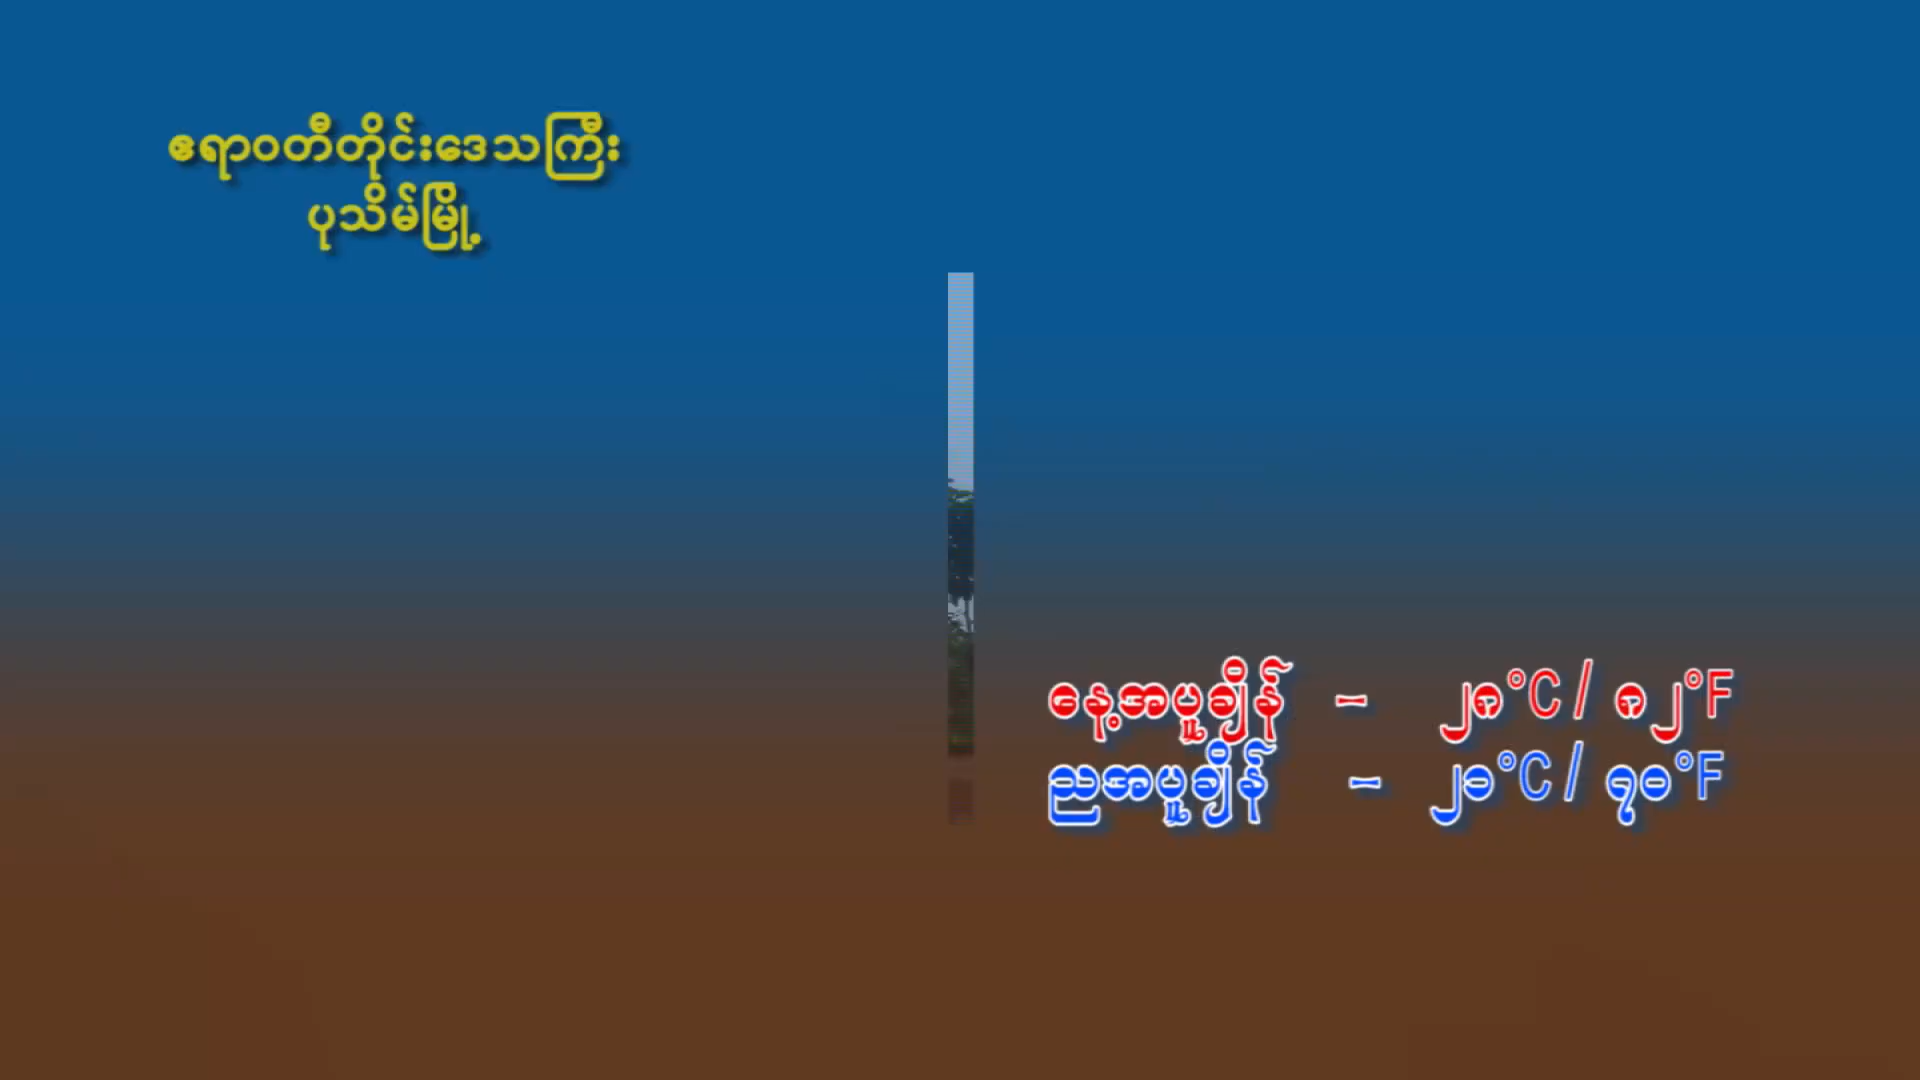 ဧရာဝတီတိုင်းဒေသကြီး
ပုသိမ်မြို့
နေ့အပူချိန် – ၂၈°C / ၈၂°F
ညအပူချိန် – ၂၁°C / ၇၀°F